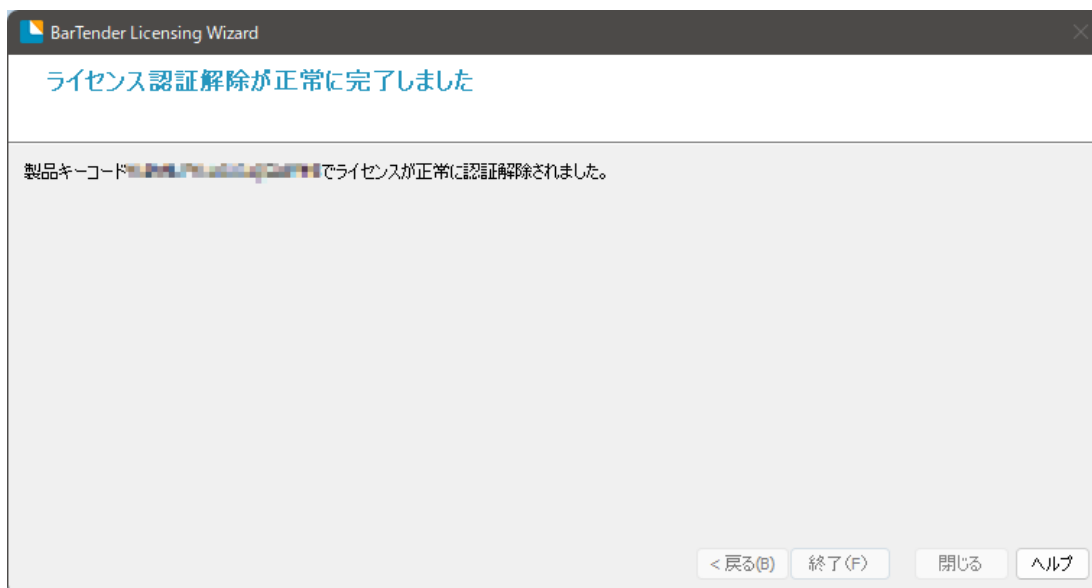 BarTender Licensing Wizard
ライセンス認証解除が正常に完了しました
製品キーコード でライセンスが正常に認証解除されました。
< 戻る(B) 終了(F) 閉じる ヘルプ